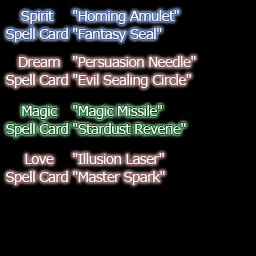 Spirit "Homing Amulet"
Spell Card "Fantasy Seal"
Dream "Persuasion Needle"
Spell Card "Evil Sealing Circle"
Magic "Magic Missile"
Spell Card "Stardust Reverie"
Love "Illusion Laser"
Spell Card "Master Spark"